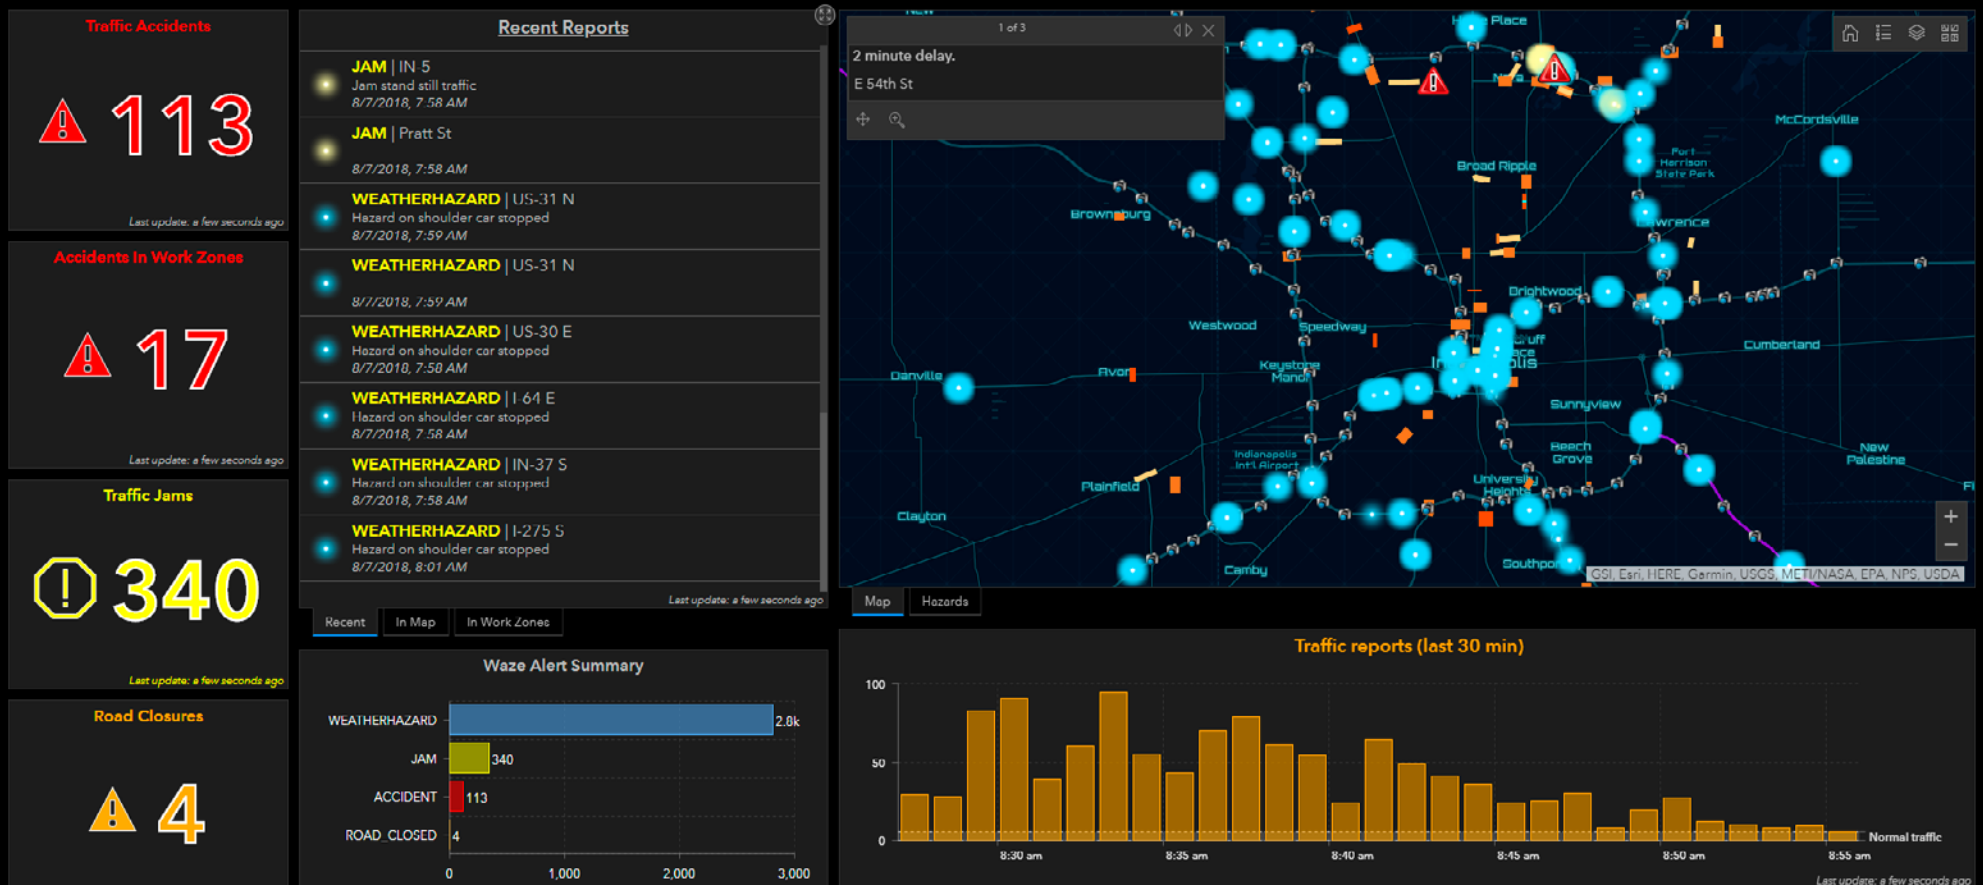 Traffic Accidents
113
Last update: a few seconds ago
Accidents In Work Zones
17
Last update: a few seconds ago
Traffic Jams
340
Last update: a few seconds ago
Road Closures
4
Recent Reports
JAM | IN-5
Jam stand still traffic
8/7/2018, 7:58 AM
JAM | Pratt St
8/7/2018, 7:58 AM
WEATHERHAZARD | US-31 N
Hazard on shoulder car stopped
8/7/2018, 7:59 AM
WEATHERHAZARD | US-31 N
8/7/2018, 7:59 AM
WEATHERHAZARD | US-30 E
Hazard on shoulder car stopped
8/7/2018, 7:58 AM
WEATHERHAZARD | I-64 E
Hazard on shoulder car stopped
8/7/2018, 7:58 AM
WEATHERHAZARD | IN-37 S
Hazard on shoulder car stopped
8/7/2018, 7:58 AM
WEATHERHAZARD | I-275 S
Hazard on shoulder car stopped
8/7/2018, 8:01 AM
Last update: a few seconds ago
Recent
In Map
In Work Zones
Waze Alert Summary
WEATHERHAZARD
2.8k
JAM
340
ACCIDENT
113
ROAD_CLOSED
4
0
1,000
2,000
3,000
1 of 3
2 minute delay.
E 54th St
Place
McCordsville
Fort
Harrison
State Park
Broad Ripple
Brownsburg
Brightwood
Westwood
Speedway
Cumberland
Keystone
Manor
Danville
Avon
Sunnyview
Beech
Grove
New
Palestine
Indianapolis
Int'l Airport
Plainfield
University
Heights
Clayton
Camby
+
−
GSI, Esri, HERE, Garmin, USGS, METI/NASA, EPA, NPS, USDA
Map
Hazards
Traffic reports (last 30 min)
100
50
0
Normal traffic
8:30 am
8:35 am
8:40 am
8:45 am
8:50 am
8:55 am
Last update: a few seconds ago